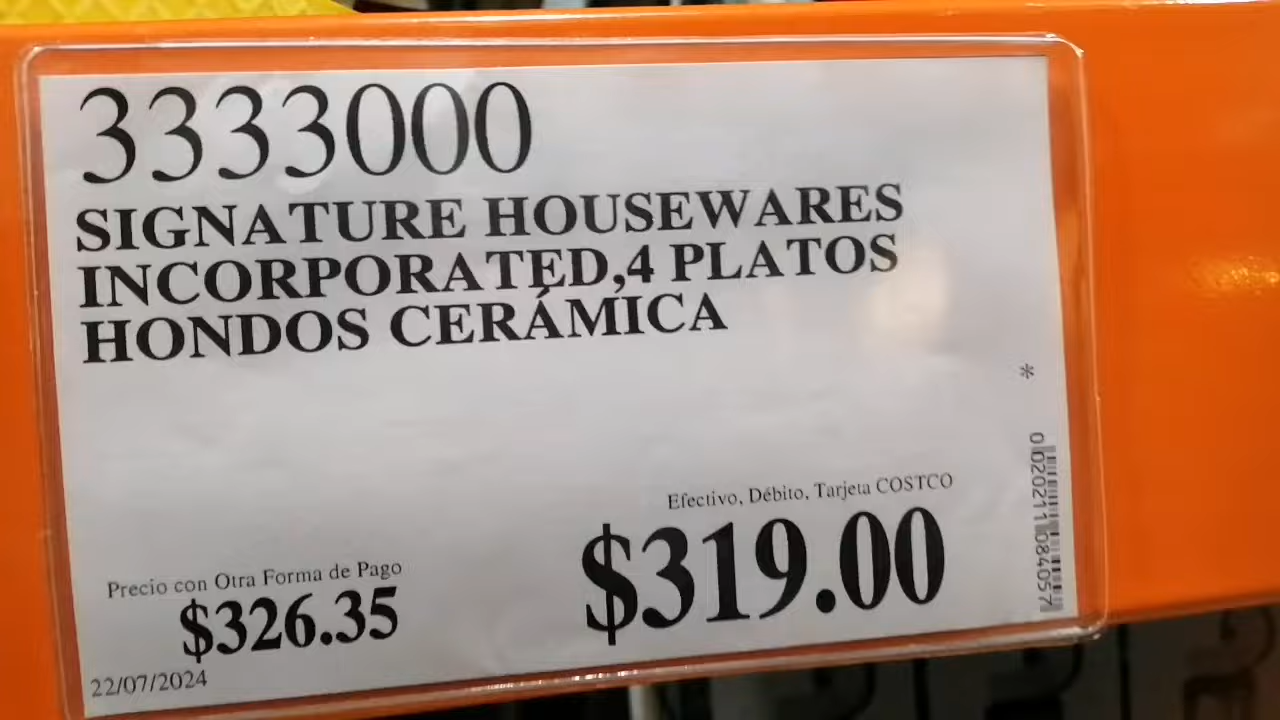 3333000
SIGNATURE HOUSEWARES
INCORPORATED,4 PLATOS
HONDOS CERÁMICA
*
0020211084057
Efectivo, Débito, Tarjeta COSTCO
$319.00
Precio con Otra Forma de Pago
$326.35
22/07/2024